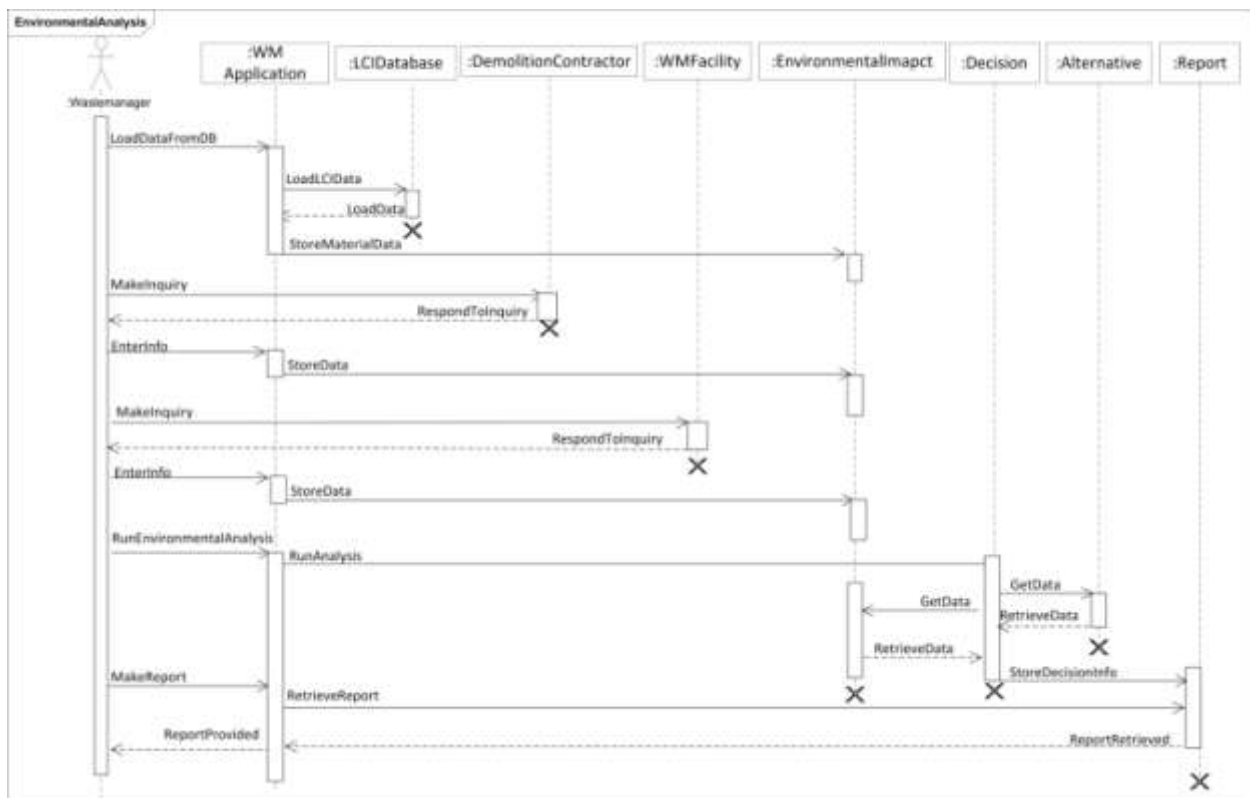 EnvironmentalAnalysis
:WM
Application
:LCIDatabase
:DemolitionContractor
:WMFacility
:EnvironmentalImapct
:Decision
:Alternative
:Report
:Wastemanager
LoadDataFromDB
LoadLCIData
LoadData
StoreMaterialData
MakeInquiry
RespondToInquiry
EnterInfo
StoreData
MakeInquiry
RespondToInquiry
EnterInfo
StoreData
RunEnvironmentalAnalysis
RunAnalysis
GetData
GetData
RetrieveData
RetrieveData
StoreDecisionInfo
MakeReport
RetrieveReport
ReportProvided
ReportRetrieved